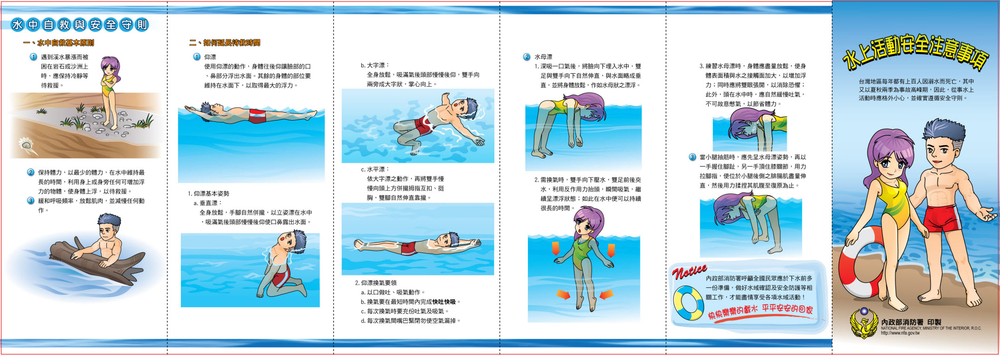 水中自救與安全守則
一、水中自救基本原則
1 遇到溪水暴漲而被
困在岩石或沙洲上
時，應保持冷靜等
待救援。
2 保持體力，以最少的體力，在水中維持最
長的時間，利用身上或身旁任何可增加浮
力的物體，使身體上浮，以待救援。
3 緩和呼吸頻率，放鬆肌肉，並減慢任何動
作。
二、如何延長待救時間
1 仰漂
使用仰漂的動作，身體往後仰讓臉部的口
、鼻部分浮出水面。其餘的身體的部位要
維持在水面下，以取得最大的浮力。
1. 仰漂基本姿勢
a. 垂直漂：
全身放鬆，手腳自然併攏，以立姿漂在水中
，吸滿氣後頭部慢慢後仰使口鼻露出水面。
b. 大字漂：
全身放鬆，吸滿氣後頭部慢慢後仰，雙手向
兩旁成大字狀，掌心向上。
c. 水平漂：
依大字漂之動作，再將雙手慢
慢向頭上方併攏拇指互扣、挺
胸，雙腳自然伸直靠攏。
2. 仰漂換氣要領
a. 以口做吐、吸氣動作。
b. 換氣要在最短時間內完成快吐快吸。
c. 每次換氣時要充份吐氣及吸氣。
d. 每次換氣間嘴巴緊閉勿使空氣漏掉。
2 水母漂
1. 深吸一口氣後，將臉向下埋入水中，雙
足與雙手向下自然伸直，與水面略成垂
直，並將身體放鬆，作如水母狀之漂浮。
2. 需換氣時，雙手向下壓水，雙足前後夾
水，利用反作用力抬頭，瞬間吸氣，繼
續呈漂浮狀態；如此在水中便可以持續
很長的時間。
3. 練習水母漂時，身體應盡量放鬆，使身
體表面積與水之接觸面加大，以增加浮
力；同時應將雙眼張開，以消除恐懼；
此外，頭在水中時，應自然緩慢吐氣，
不可故意憋氣，以節省體力。
3 當小腿抽筋時，應先呈水母漂姿勢，再以
一手握住腳趾，另一手頂住膝關節，用力
拉腳指，使位於小腿後側之腓腸肌盡量伸
直，然後用力揉捏其肌腹至復原為止。
Notice
內政部消防署呼籲全國民眾應於下水前多
一份準備，做好水域確認及安全防護等相
關工作，才能盡情享受各項水域活動！
快快樂樂的戲水 平平安安的回家
水上活動安全注意事項
台灣地區每年都有上百人因溺水而死亡，其中
又以夏秋兩季為事故高峰期，因此，從事水上
活動時應格外小心，並確實遵循安全守則。
內政部消防署 印製
NATIONAL FIRE AGENCY, MINISTRY OF THE INTERIOR, R.O.C.
http://www.nfa.gov.tw